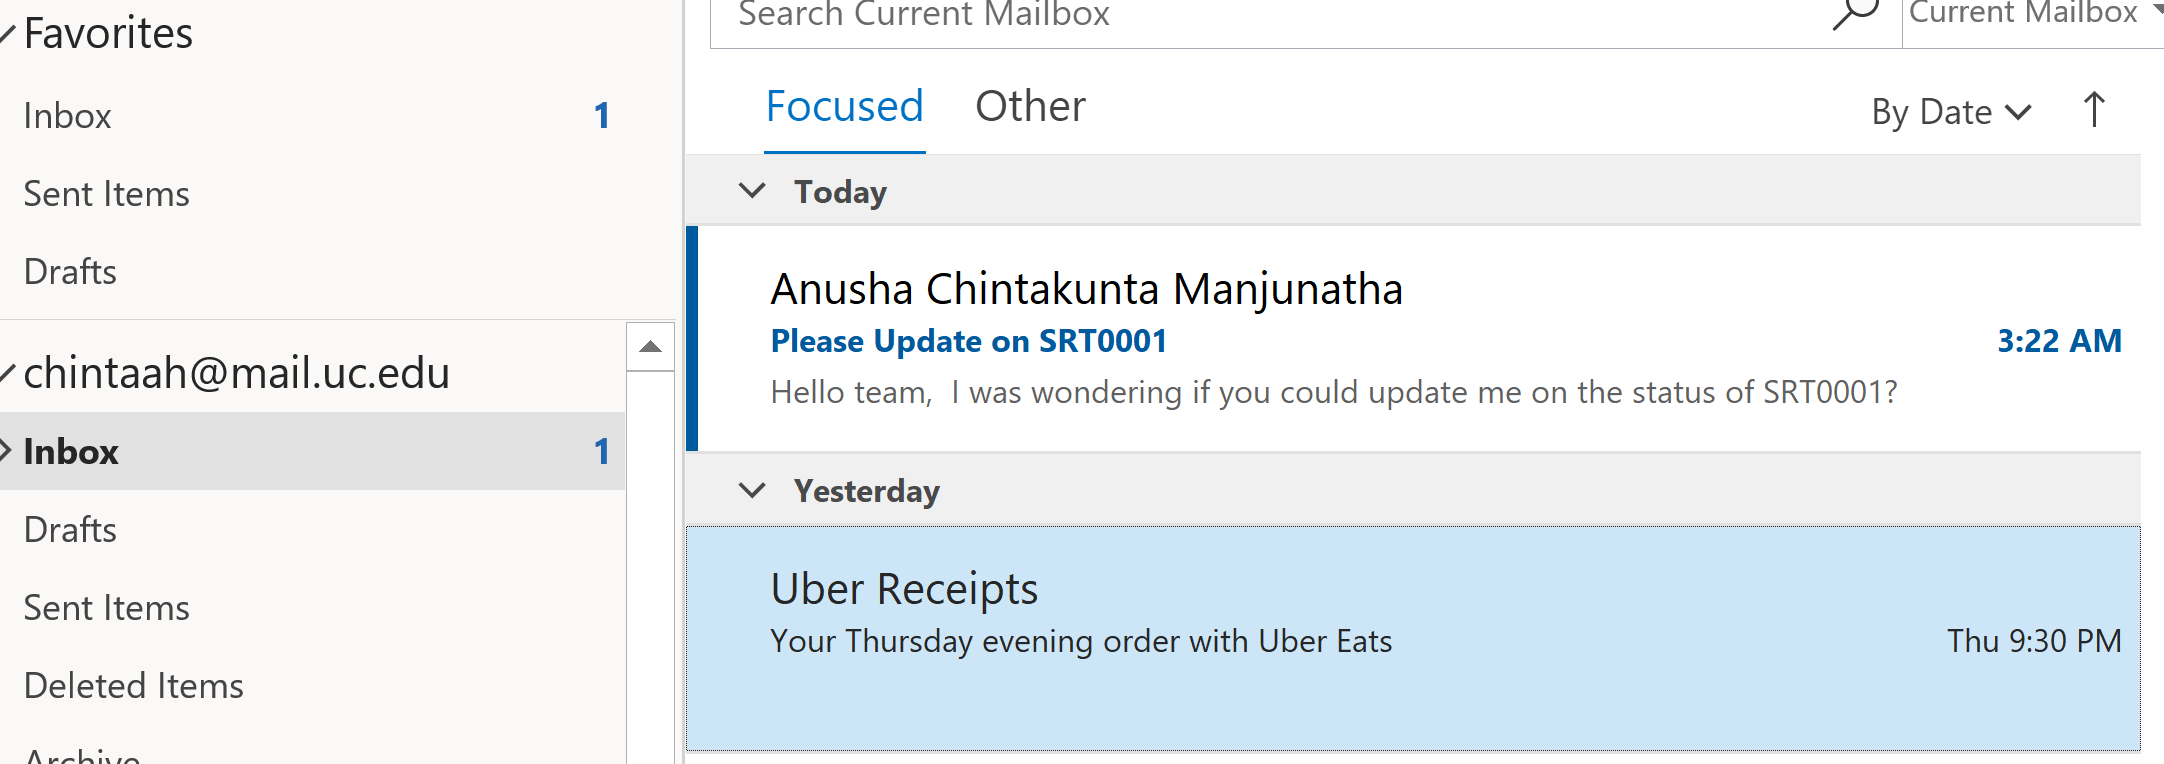 Favorites
Inbox 1
Sent Items
Drafts
chintaah@mail.uc.edu
Inbox 1
Drafts
Sent Items
Deleted Items
Archive
Search Current Mailbox
Current Mailbox
Focused Other
By Date
Today
Anusha Chintakunta Manjunatha
Please Update on SRT0001 3:22 AM
Hello team,  I was wondering if you could update me on the status of SRT0001?
Yesterday
Uber Receipts
Your Thursday evening order with Uber Eats Thu 9:30 PM